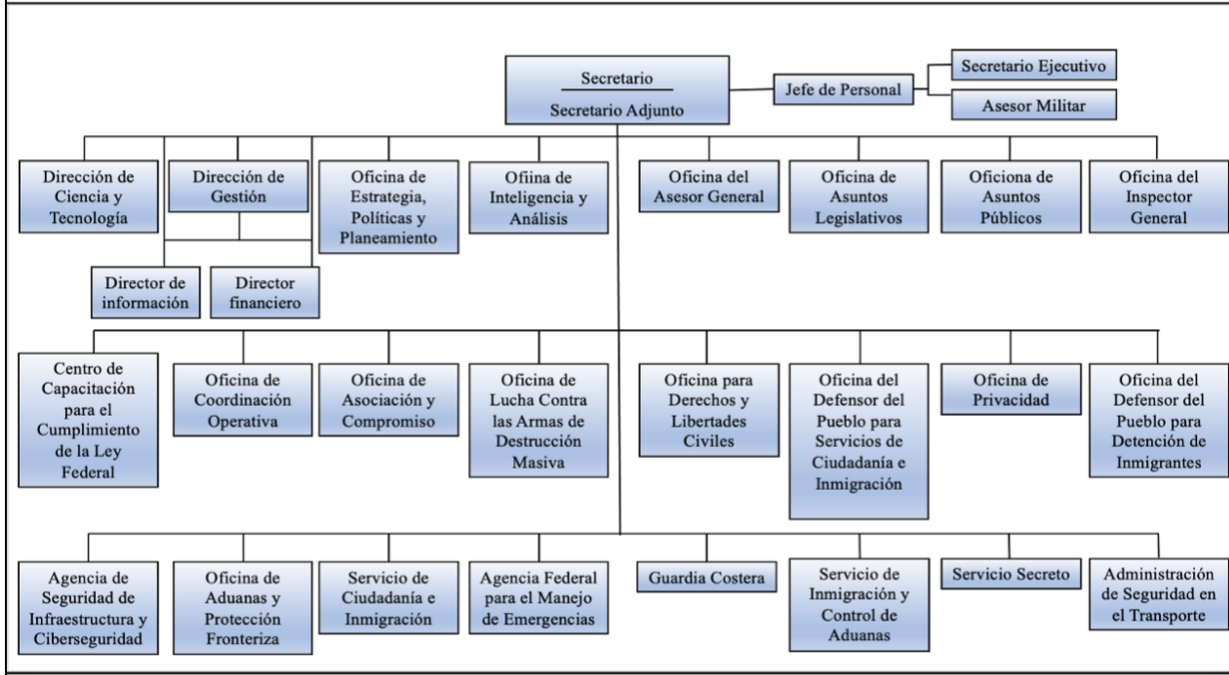 Secretario
Secretario Adjunto
Jefe de Personal
Secretario Ejecutivo
Asesor Militar
Dirección de
Ciencia y
Tecnología
Dirección de
Gestión
Oficina de
Estrategia,
Políticas y
Planeamiento
Ofiina de
Inteligencia y
Análisis
Oficina del
Asesor General
Oficina de
Asuntos
Legislativos
Oficiona de
Asuntos
Públicos
Oficina del
Inspector
General
Director de
información
Director
financiero
Centro de
Capacitación
para el
Cumplimiento
de la Ley
Federal
Oficina de
Coordinación
Operativa
Oficina de
Asociación y
Compromiso
Oficina de
Lucha Contra
las Armas de
Destrucción
Masiva
Oficina para
Derechos y
Libertades
Civiles
Oficina del
Defensor del
Pueblo para
Servicios de
Ciudadanía e
Inmigración
Oficina de
Privacidad
Oficina del
Defensor del
Pueblo para
Detención de
Inmigrantes
Agencia de
Seguridad de
Infraestructura y
Ciberseguridad
Oficina de
Aduanas y
Protección
Fronteriza
Servicio de
Ciudadanía e
Inmigración
Agencia Federal
para el Manejo
de Emergencias
Guardia Costera
Servicio de
Inmigración y
Control de
Aduanas
Servicio Secreto
Administración
de Seguridad en
el Transporte